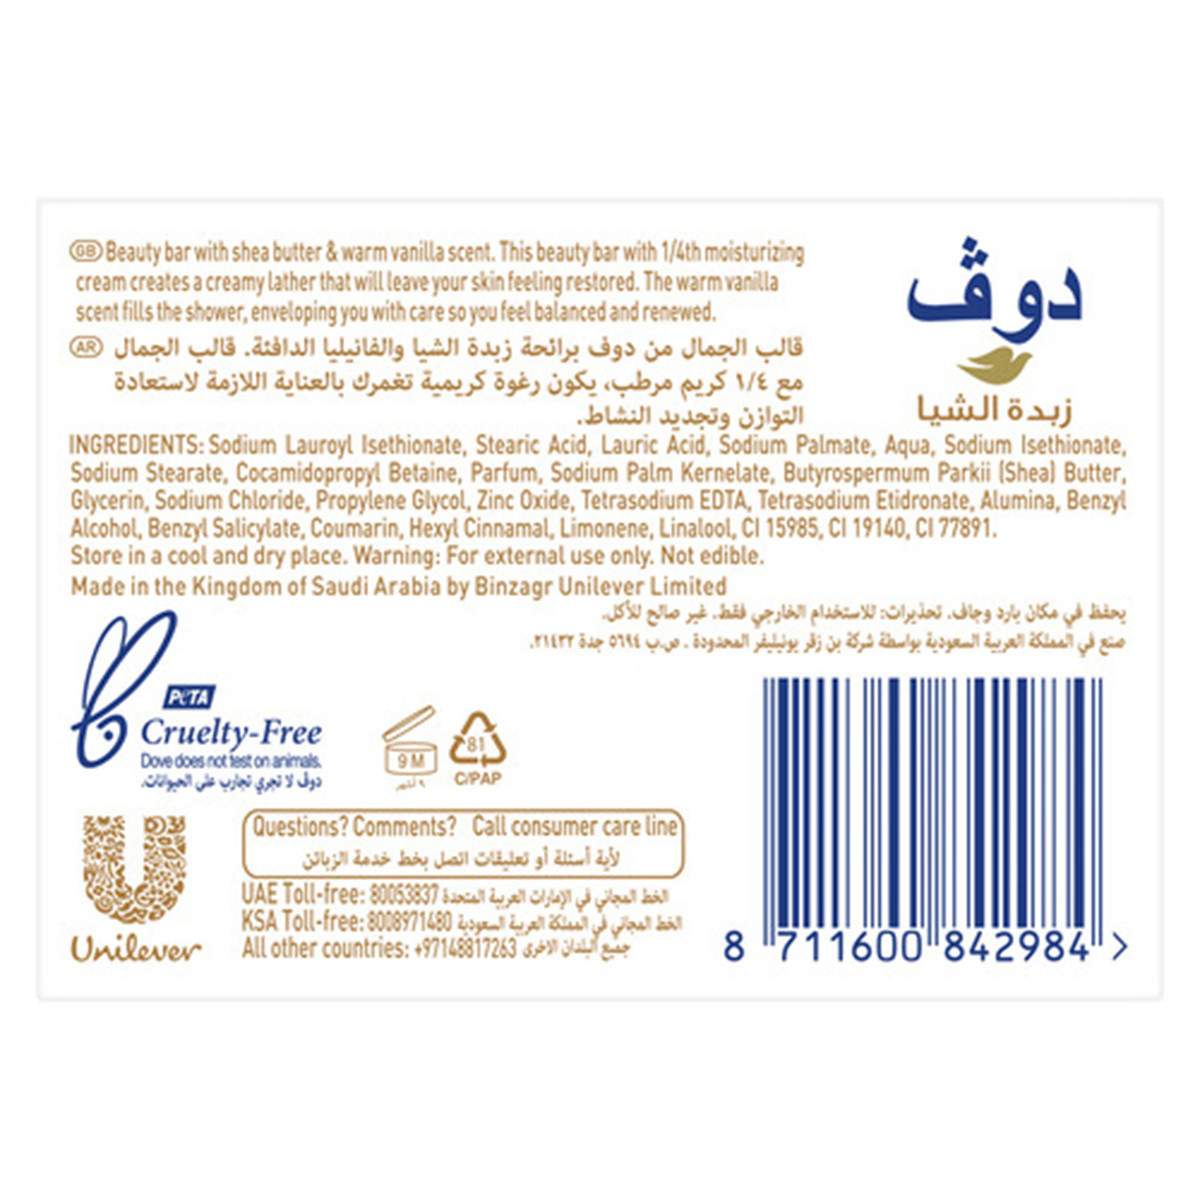 GB Beauty bar with shea butter & warm vanilla scent. This beauty bar with 1/4th moisturizing
cream creates a creamy lather that will leave your skin feeling restored. The warm vanilla
scent fills the shower, enveloping you with care so you feel balanced and renewed.
دوڤ
زبدة الشيا
AR قالب الجمال من دوف برائحة زبدة الشيا والفانيليا الدافئة. قالب الجمال
مع ١/٤ كريم مرطب، يكون رغوة كريمية تغمرك بالعناية اللازمة لاستعادة
التوازن وتجديد النشاط.
INGREDIENTS: Sodium Lauroyl Isethionate, Stearic Acid, Lauric Acid, Sodium Palmate, Aqua, Sodium Isethionate,
Sodium Stearate, Cocamidopropyl Betaine, Parfum, Sodium Palm Kernelate, Butyrospermum Parkii (Shea) Butter,
Glycerin, Sodium Chloride, Propylene Glycol, Zinc Oxide, Tetrasodium EDTA, Tetrasodium Etidronate, Alumina, Benzyl
Alcohol, Benzyl Salicylate, Coumarin, Hexyl Cinnamal, Limonene, Linalool, CI 15985, CI 19140, CI 77891.
Store in a cool and dry place. Warning: For external use only. Not edible.
Made in the Kingdom of Saudi Arabia by Binzagr Unilever Limited
يحفظ في مكان بارد وجاف. تحذيرات: للاستخدام الخارجي فقط. غير صالح للأكل.
صنع في المملكة العربية السعودية بواسطة شركة بن زقر يونيليفر المحدودة . ص.ب ٥٦٩٤ جدة ٢١٤٣٢.
PETA
Cruelty-Free
Dove does not test on animals.
دوڤ لا تجري تجارب على الحيوانات.
9 M
٩ أشهر
81
C/PAP
Questions? Comments? Call consumer care line
لأية أسئلة أو تعليقات اتصل بخط خدمة الزبائن
UAE Toll-free: 80053837 الخط المجاني في الإمارات العربية المتحدة
KSA Toll-free: 8008971480 الخط المجاني في المملكة العربية السعودية
All other countries: +97148817263 جميع البلدان الاخرى
Unilever
8 711600 842984 >